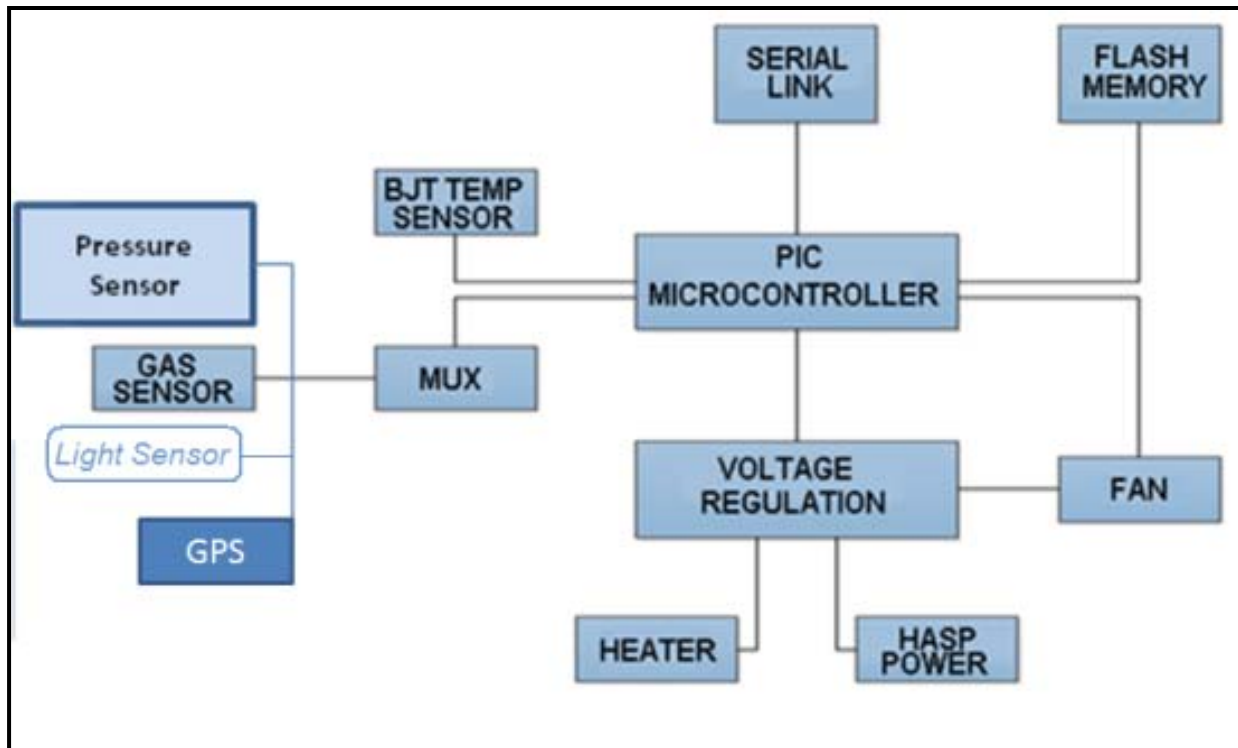 SERIAL
LINK
FLASH
MEMORY
BJT TEMP
SENSOR
Pressure
Sensor
PIC
MICROCONTROLLER
GAS
SENSOR
MUX
Light Sensor
VOLTAGE
REGULATION
FAN
GPS
HEATER
HASP
POWER